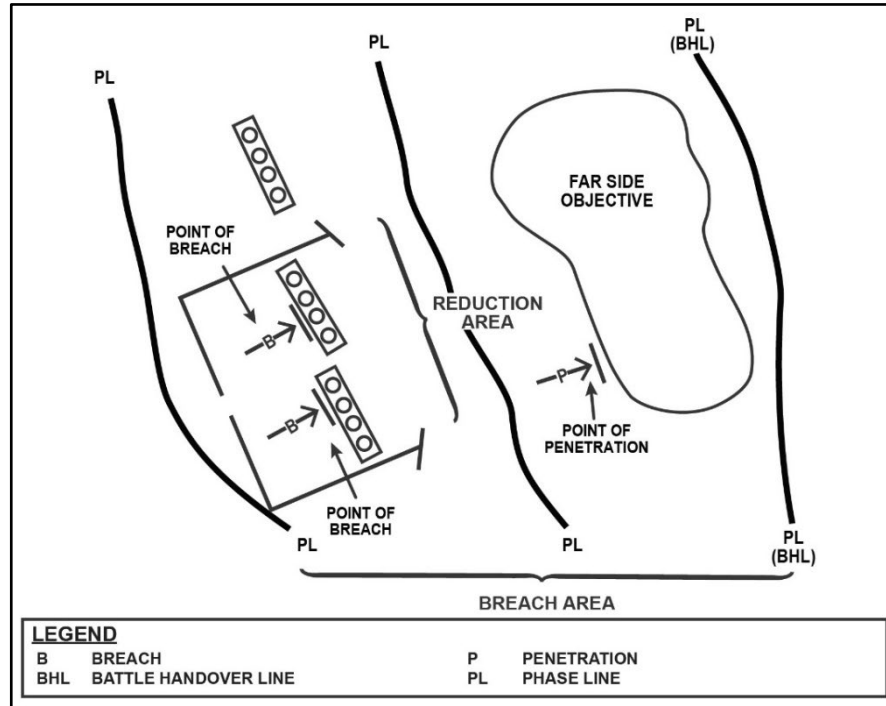 PL
(BHL)
PL
PL
FAR SIDE
OBJECTIVE
POINT OF
BREACH
REDUCTION
AREA
B
P
B
POINT OF
PENETRATION
POINT OF
BREACH
PL
PL
PL
(BHL)
BREACH AREA
LEGEND
B BREACH P PENETRATION
BHL BATTLE HANDOVER LINE PL PHASE LINE